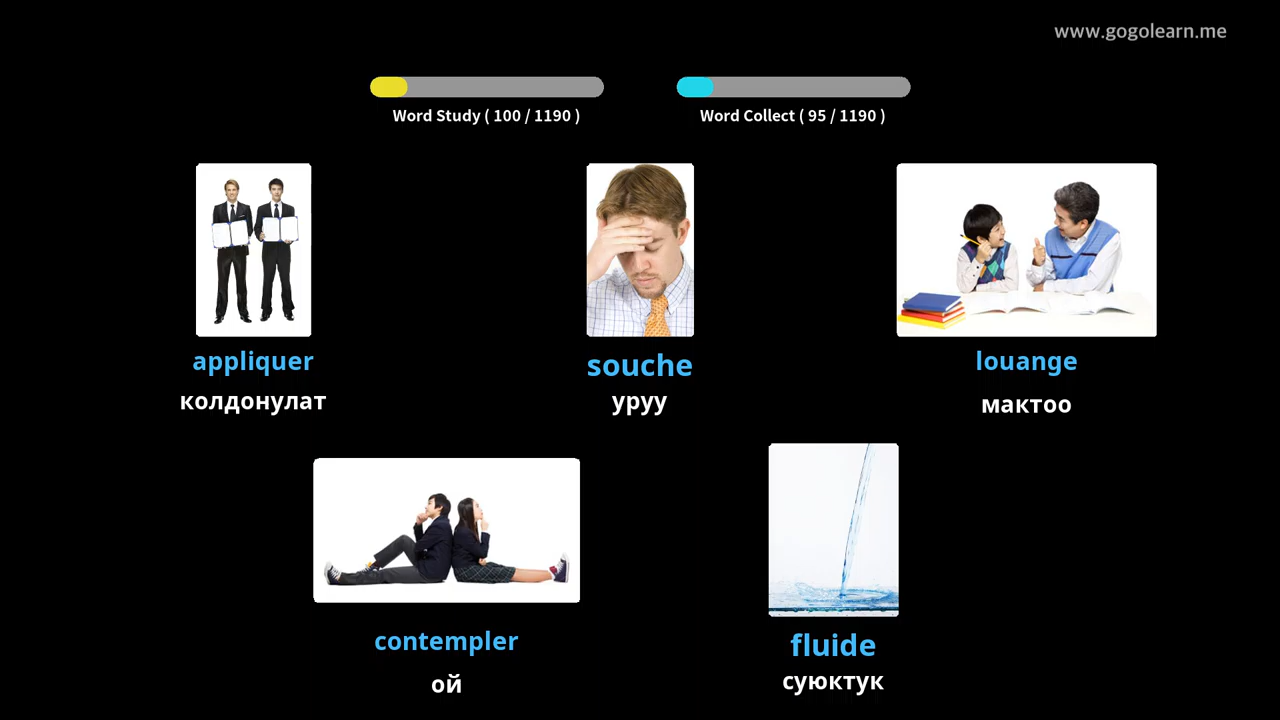 www.gogolearn.me
Word Study ( 100 / 1190 )
Word Collect ( 95 / 1190 )
appliquer
колдонулат
souche
уруу
louange
мактоо
contempler
ой
fluide
суюктук